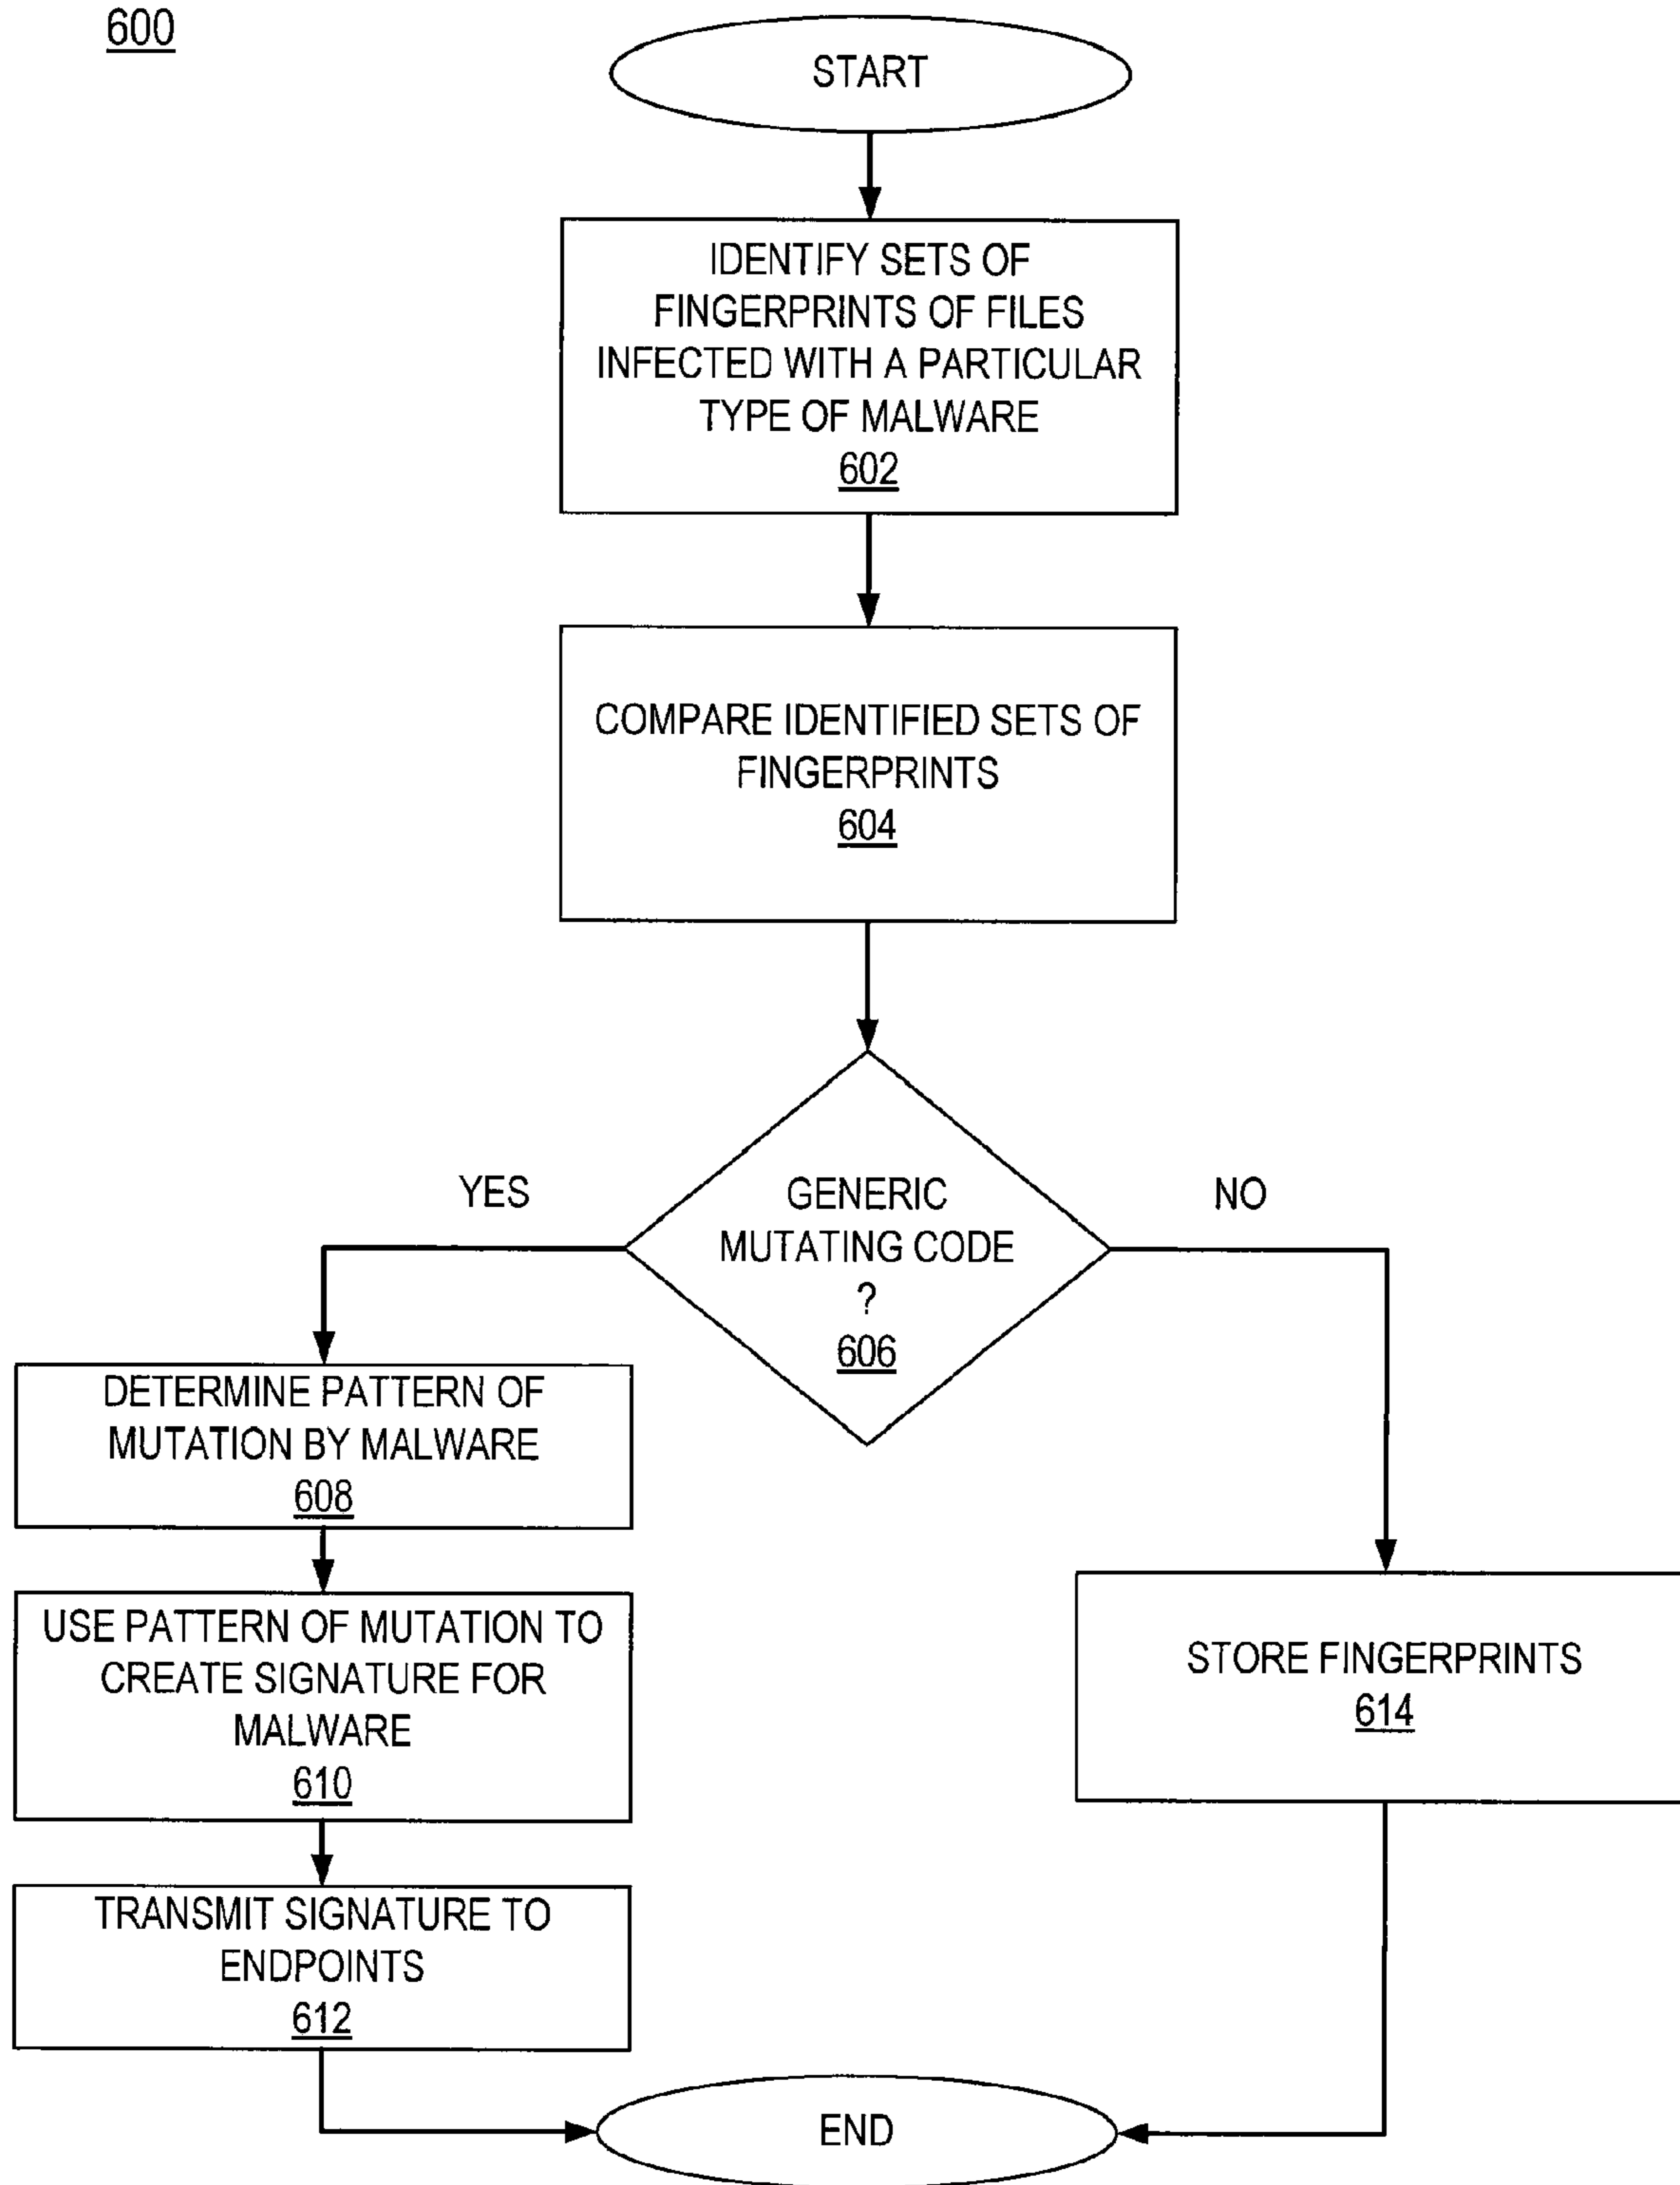 600
START
IDENTIFY SETS OF
FINGERPRINTS OF FILES
INFECTED WITH A PARTICULAR
TYPE OF MALWARE
602
COMPARE IDENTIFIED SETS OF
FINGERPRINTS
604
GENERIC
MUTATING CODE
?
606
YES
NO
DETERMINE PATTERN OF
MUTATION BY MALWARE
608
USE PATTERN OF MUTATION TO
CREATE SIGNATURE FOR
MALWARE
610
TRANSMIT SIGNATURE TO
ENDPOINTS
612
STORE FINGERPRINTS
614
END